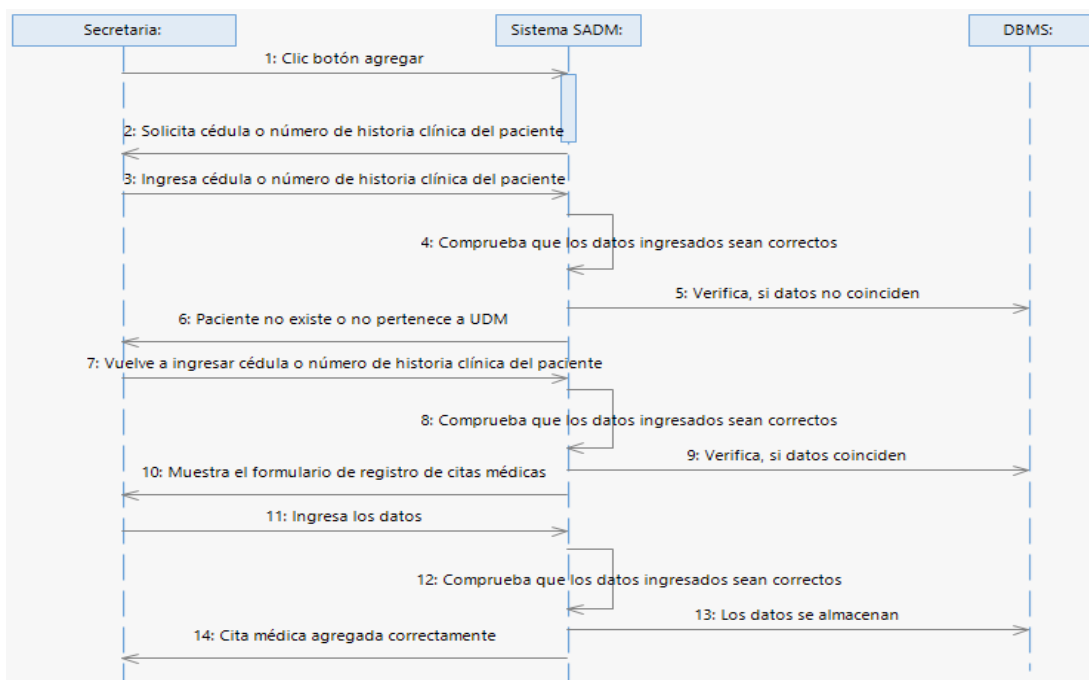 Secretaria:
Sistema SADM:
DBMS:
1: Clic botón agregar
2: Solicita cédula o número de historia clínica del paciente
3: Ingresa cédula o número de historia clínica del paciente
4: Comprueba que los datos ingresados sean correctos
5: Verifica, si datos no coinciden
6: Paciente no existe o no pertenece a UDM
7: Vuelve a ingresar cédula o número de historia clínica del paciente
8: Comprueba que los datos ingresados sean correctos
9: Verifica, si datos coinciden
10: Muestra el formulario de registro de citas médicas
11: Ingresa los datos
12: Comprueba que los datos ingresados sean correctos
13: Los datos se almacenan
14: Cita médica agregada correctamente